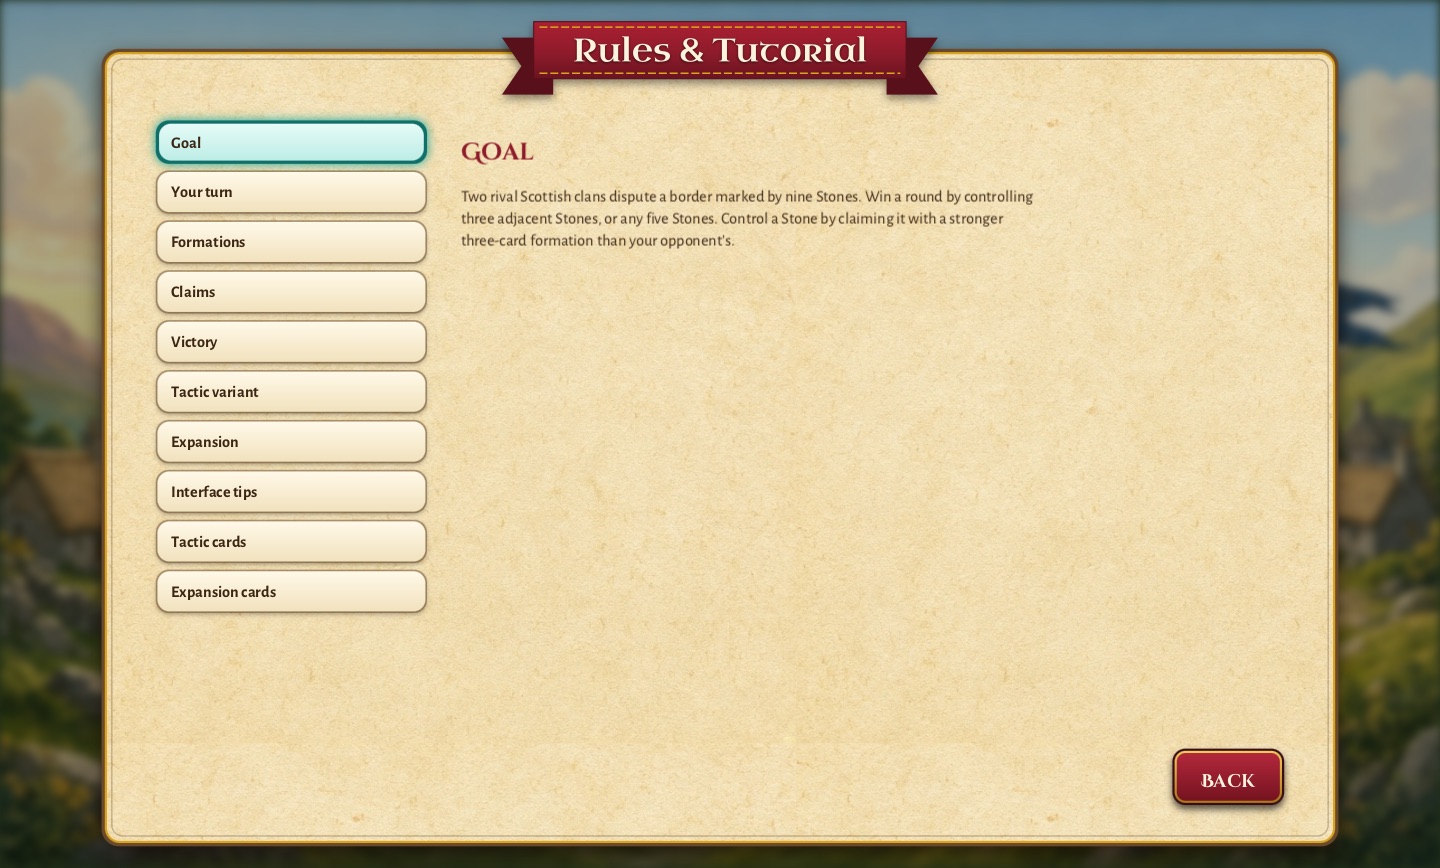 Rules & Tutorial
Goal
Your turn
Formations
Claims
Victory
Tactic variant
Expansion
Interface tips
Tactic cards
Expansion cards
Goal
Two rival Scottish clans dispute a border marked by nine Stones. Win a round by controlling
three adjacent Stones, or any five Stones. Control a Stone by claiming it with a stronger
three-card formation than your opponent's.
Back